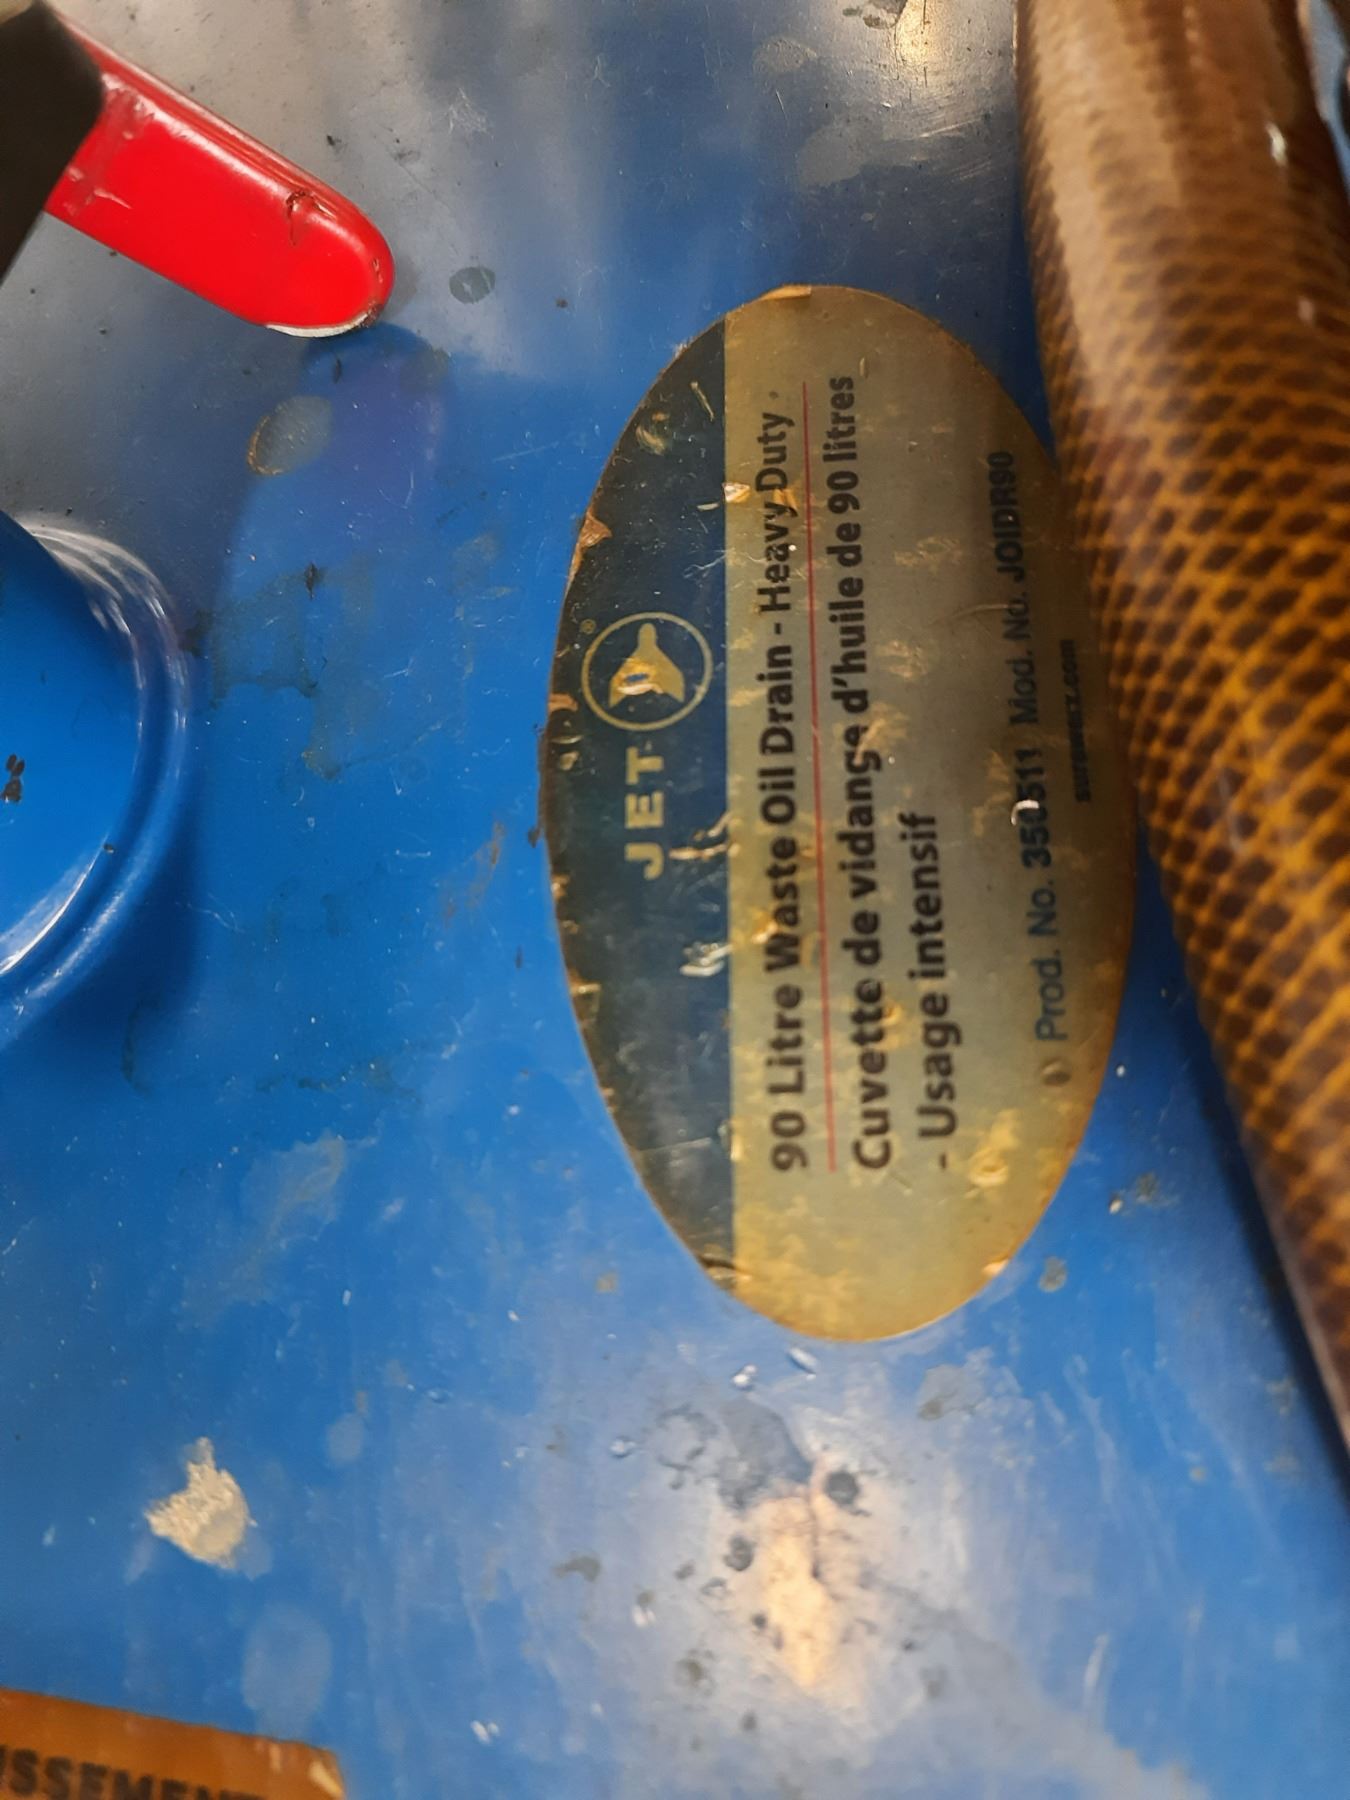 JET®
90 Litre Waste Oil Drain - Heavy Duty
Cuvette de vidange d'huile de 90 litres
- Usage intensif
Prod. No. 350511 Mod. No. JOIDR90